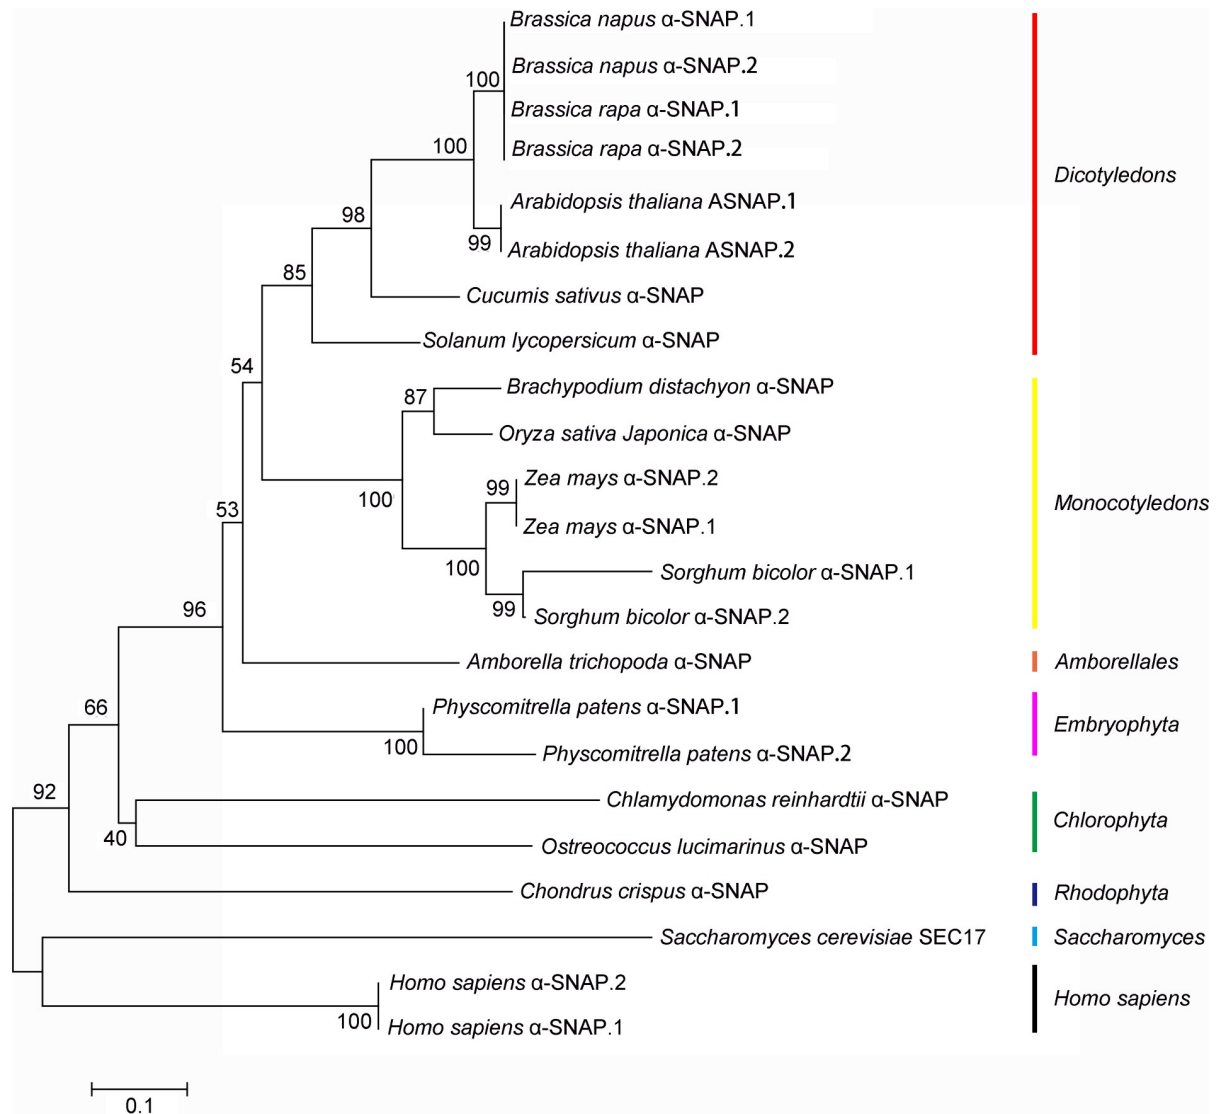 Brassica napus α-SNAP.1
Brassica napus α-SNAP.2
100
Brassica rapa α-SNAP.1
100
Brassica rapa α-SNAP.2
Dicotyledons
Arabidopsis thaliana ASNAP.1
98
99
Arabidopsis thaliana ASNAP.2
85
Cucumis sativus α-SNAP
Solanum lycopersicum α-SNAP
54
Brachypodium distachyon α-SNAP
87
Oryza sativa Japonica α-SNAP
Zea mays α-SNAP.2
99
100
Monocotyledons
53
Zea mays α-SNAP.1
100
Sorghum bicolor α-SNAP.1
96
99
Sorghum bicolor α-SNAP.2
Amborella trichopoda α-SNAP
Amborellales
66
Physcomitrella patens α-SNAP.1
Embryophyta
100
Physcomitrella patens α-SNAP.2
92
Chlamydomonas reinhardtii α-SNAP
Chlorophyta
40
Ostreococcus lucimarinus α-SNAP
Chondrus crispus α-SNAP
Rhodophyta
Saccharomyces cerevisiae SEC17
Saccharomyces
Homo sapiens α-SNAP.2
Homo sapiens
100
Homo sapiens α-SNAP.1
0.1